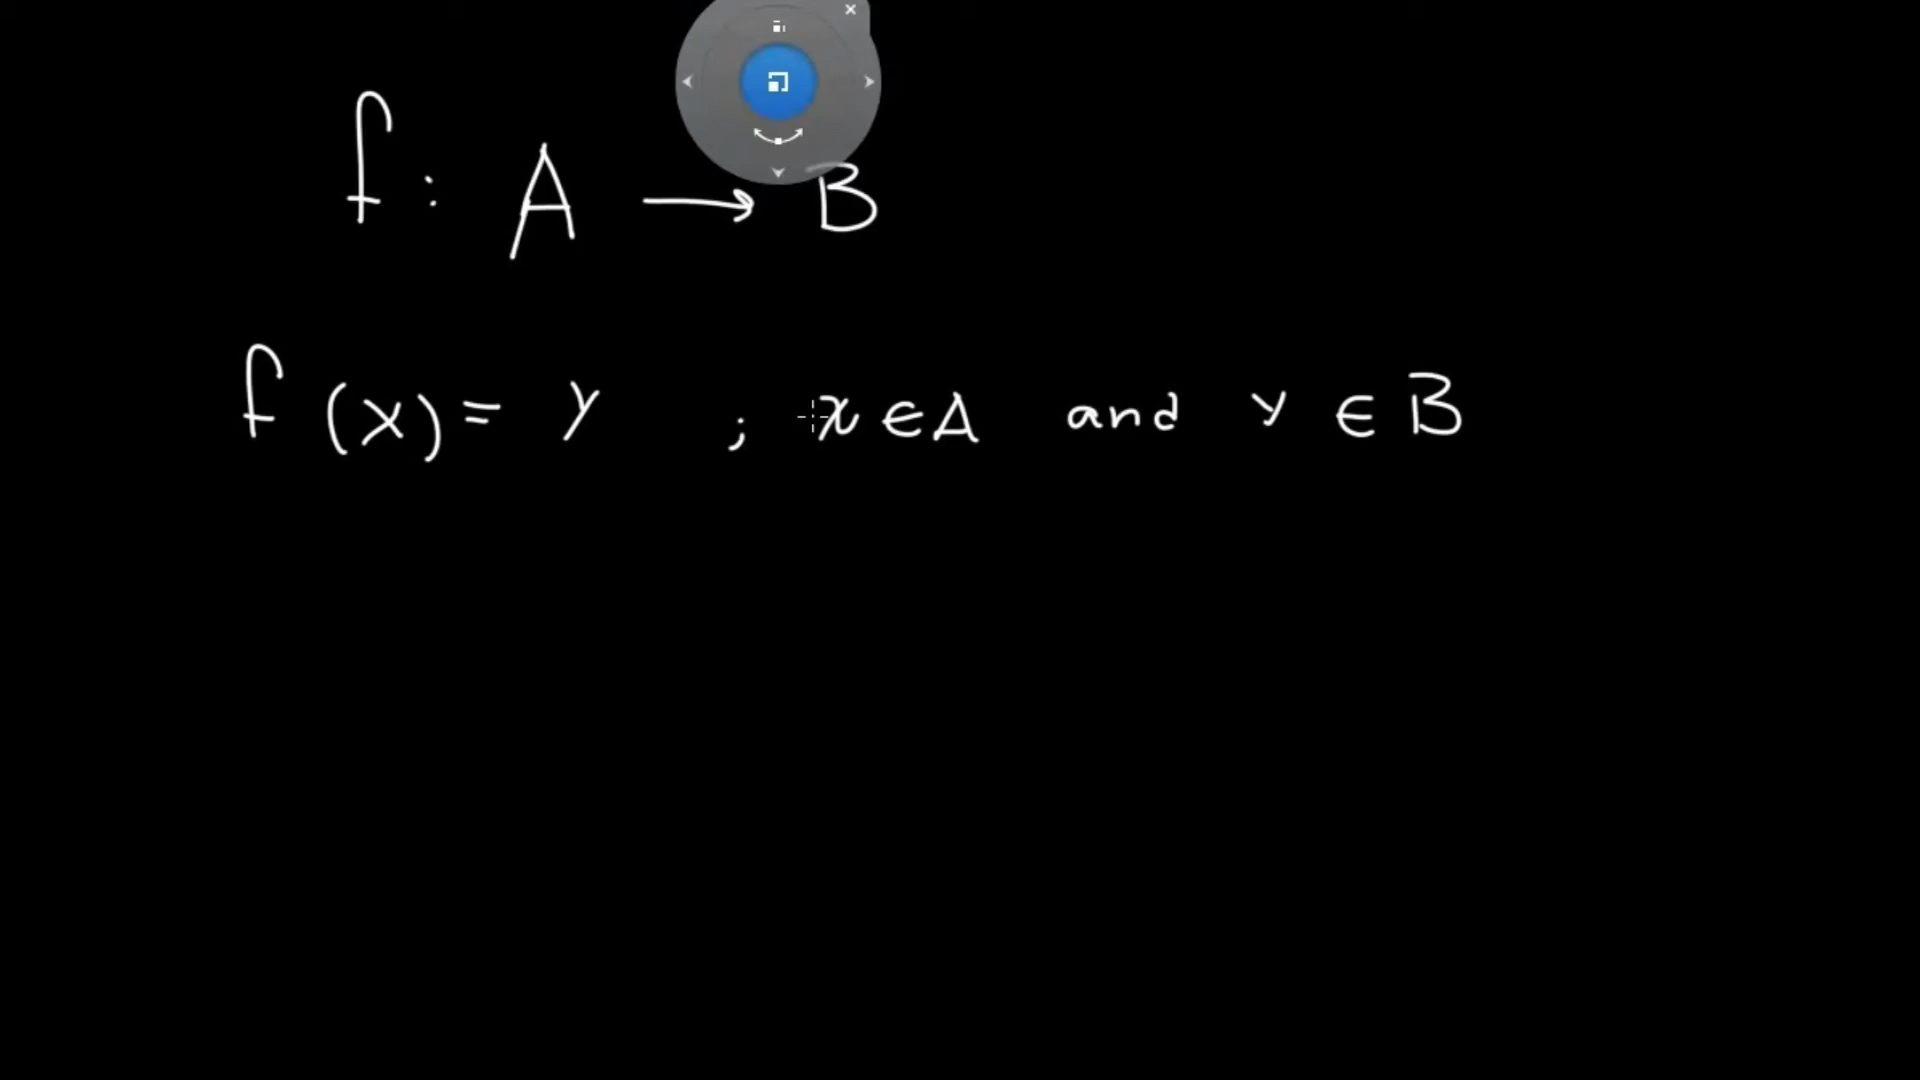 f: A → B
f(x) = y ; x ∈ A and y ∈ B